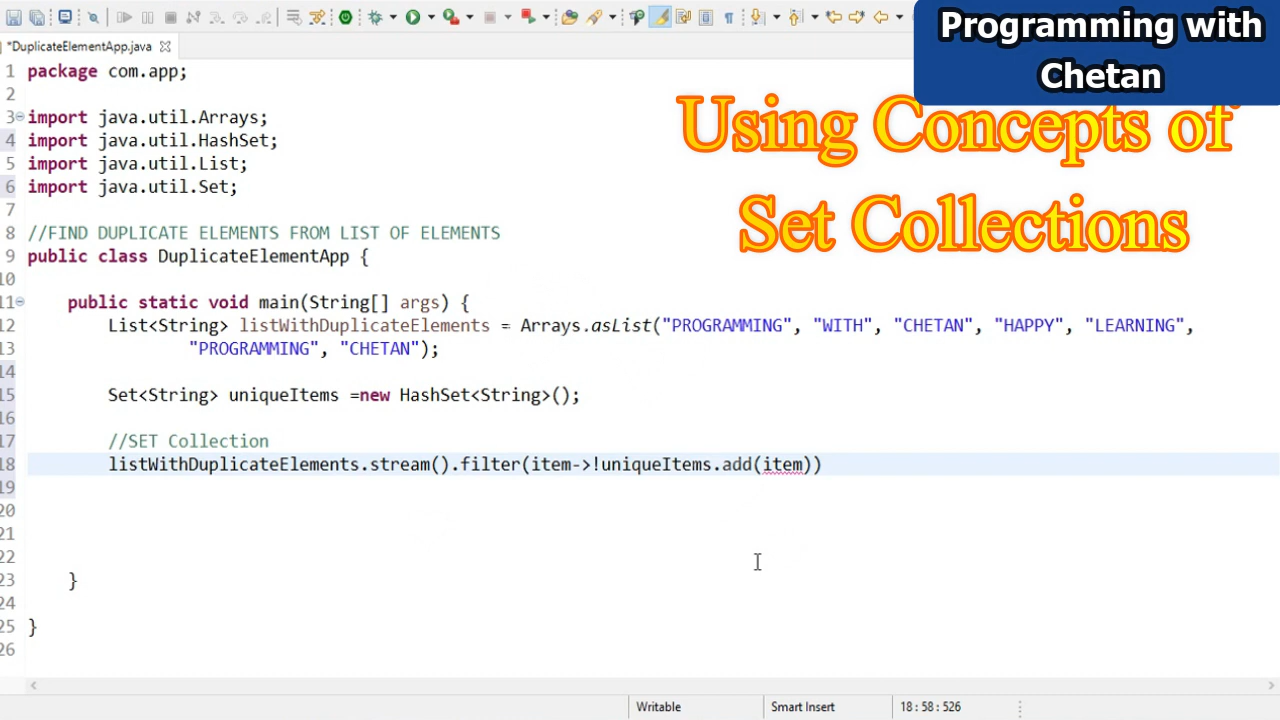 Programming with
Chetan
*DuplicateElementApp.java
Using Concepts of
Set Collections
1 package com.app;
2
3 import java.util.Arrays;
4 import java.util.HashSet;
5 import java.util.List;
6 import java.util.Set;
7
8 //FIND DUPLICATE ELEMENTS FROM LIST OF ELEMENTS
9 public class DuplicateElementApp {
10
11 public static void main(String[] args) {
12 List<String> listWithDuplicateElements = Arrays.asList("PROGRAMMING", "WITH", "CHETAN", "HAPPY", "LEARNING",
13 "PROGRAMMING", "CHETAN");
14
15 Set<String> uniqueItems =new HashSet<String>();
16
17 //SET Collection
18 listWithDuplicateElements.stream().filter(item->!uniqueItems.add(item))
19
20
21
22
23 }
24
25 }
26
Writable Smart Insert 18 : 58 : 526